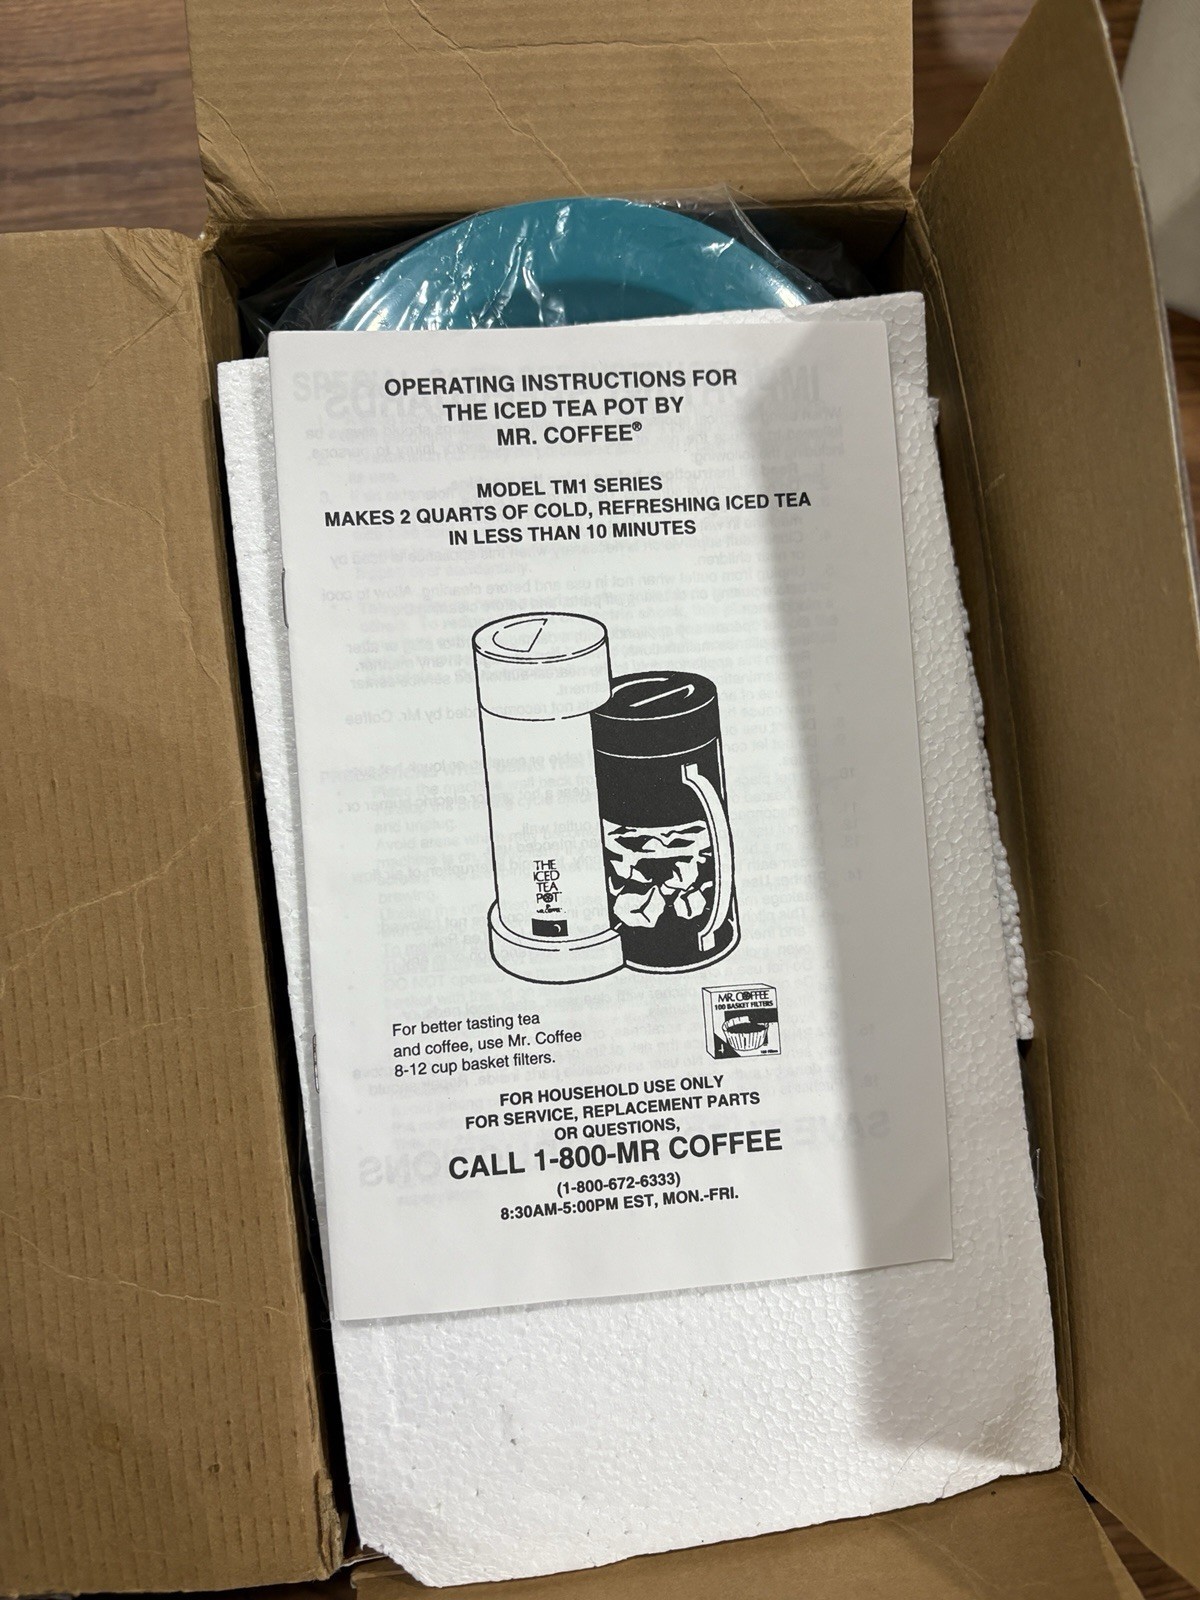 OPERATING INSTRUCTIONS FOR
THE ICED TEA POT BY
MR. COFFEE®
MODEL TM1 SERIES
MAKES 2 QUARTS OF COLD, REFRESHING ICED TEA
IN LESS THAN 10 MINUTES
THE
ICED
TEA
POT
MR. COFFEE
MR. COFFEE
100 BASKET FILTERS
For better tasting tea
and coffee, use Mr. Coffee
8-12 cup basket filters.
FOR HOUSEHOLD USE ONLY
FOR SERVICE, REPLACEMENT PARTS
OR QUESTIONS,
CALL 1-800-MR COFFEE
(1-800-672-6333)
8:30AM-5:00PM EST, MON.-FRI.